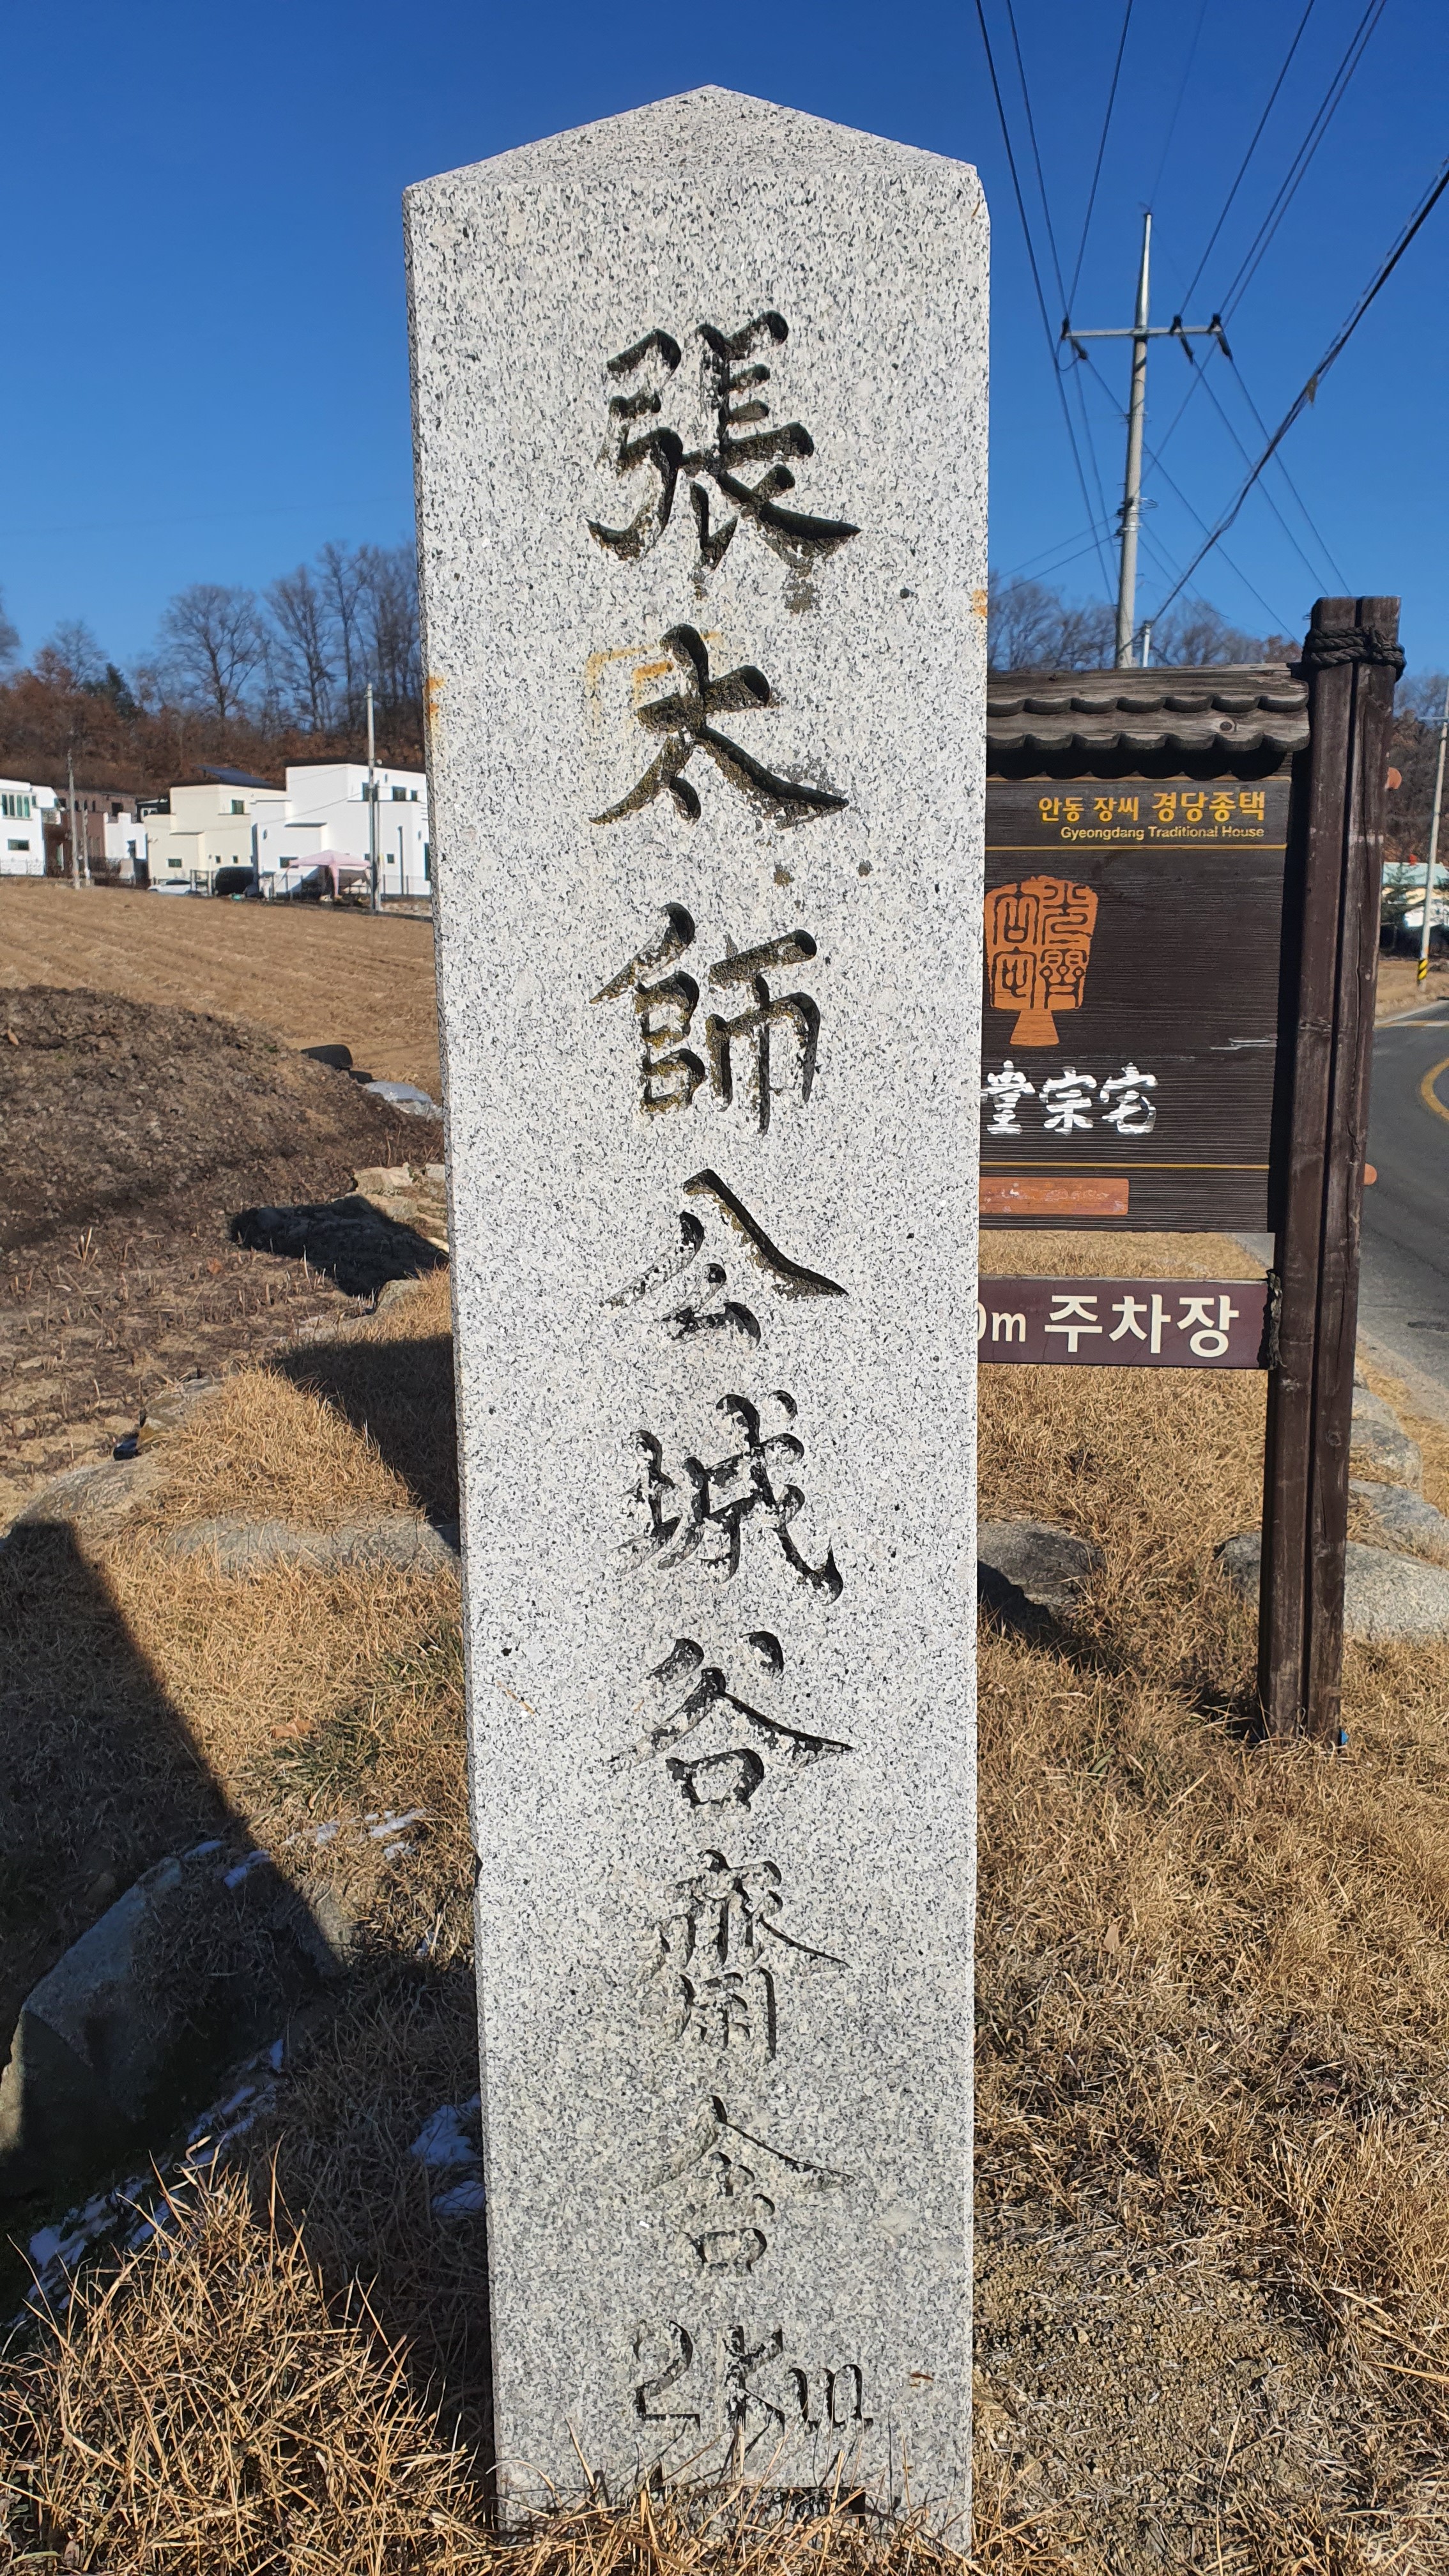 張太師公城谷齋舍
2km
안동 장씨 경당종택
Gyeongdang Traditional House
堂宗宅
0m 주차장